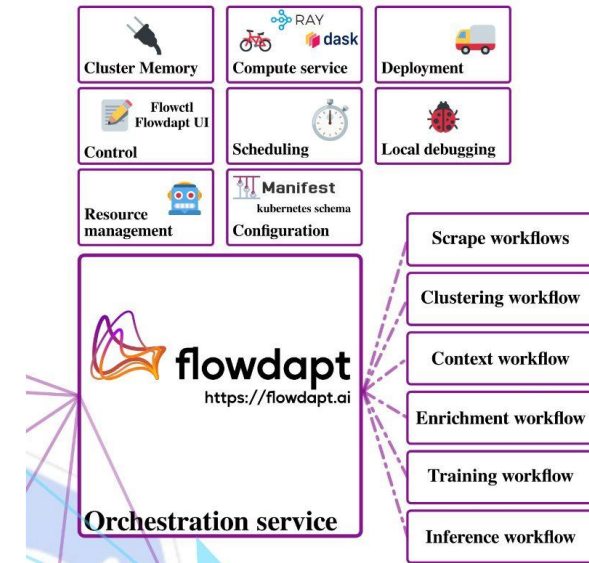 RAY
dask
Cluster Memory
Compute service
Deployment
Flowctl
Flowdapt UI
Control
Scheduling
Local debugging
Resource
management
Manifest
kubernetes schema
Configuration
flowdapt
https://flowdapt.ai
Orchestration service
Scrape workflows
Clustering workflow
Context workflow
Enrichment workflow
Training workflow
Inference workflow